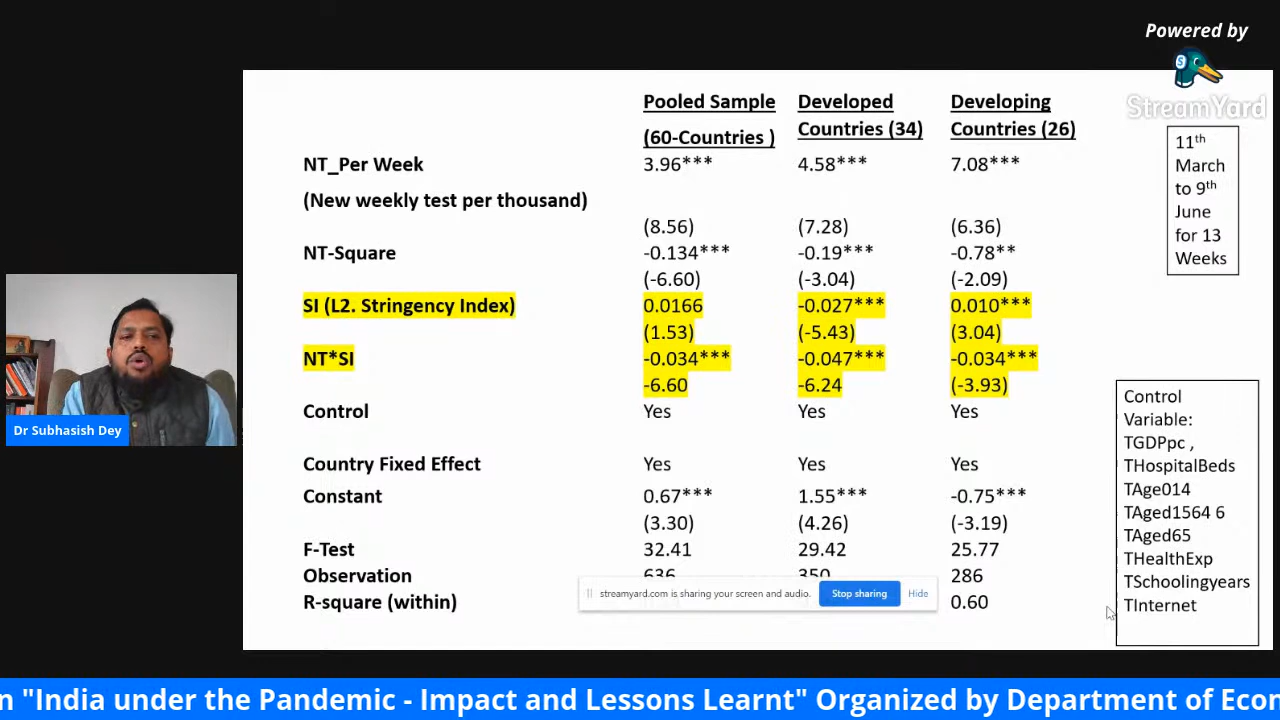 Powered by
S
StreamYard
Pooled Sample
(60-Countries )
Developed
Countries (34)
Developing
Countries (26)
NT_Per Week 3.96*** 4.58*** 7.08***
(New weekly test per thousand)
(8.56) (7.28) (6.36)
NT-Square -0.134*** -0.19*** -0.78**
(-6.60) (-3.04) (-2.09)
SI (L2. Stringency Index) 0.0166 -0.027*** 0.010***
(1.53) (-5.43) (3.04)
NT*SI -0.034*** -0.047*** -0.034***
-6.60 -6.24 (-3.93)
Control Yes Yes Yes
Country Fixed Effect Yes Yes Yes
Constant 0.67*** 1.55*** -0.75***
(3.30) (4.26) (-3.19)
F-Test 32.41 29.42 25.77
Observation 636 350 286
R-square (within) 0.60
11th
March
to 9th
June
for 13
Weeks
Control
Variable:
TGDPpc ,
THospitalBeds
TAge014
TAged1564 6
TAged65
THealthExp
TSchoolingyears
TInternet
streamyard.com is sharing your screen and audio. Stop sharing Hide
Dr Subhasish Dey
n "India under the Pandemic - Impact and Lessons Learnt" Organized by Department of Econ